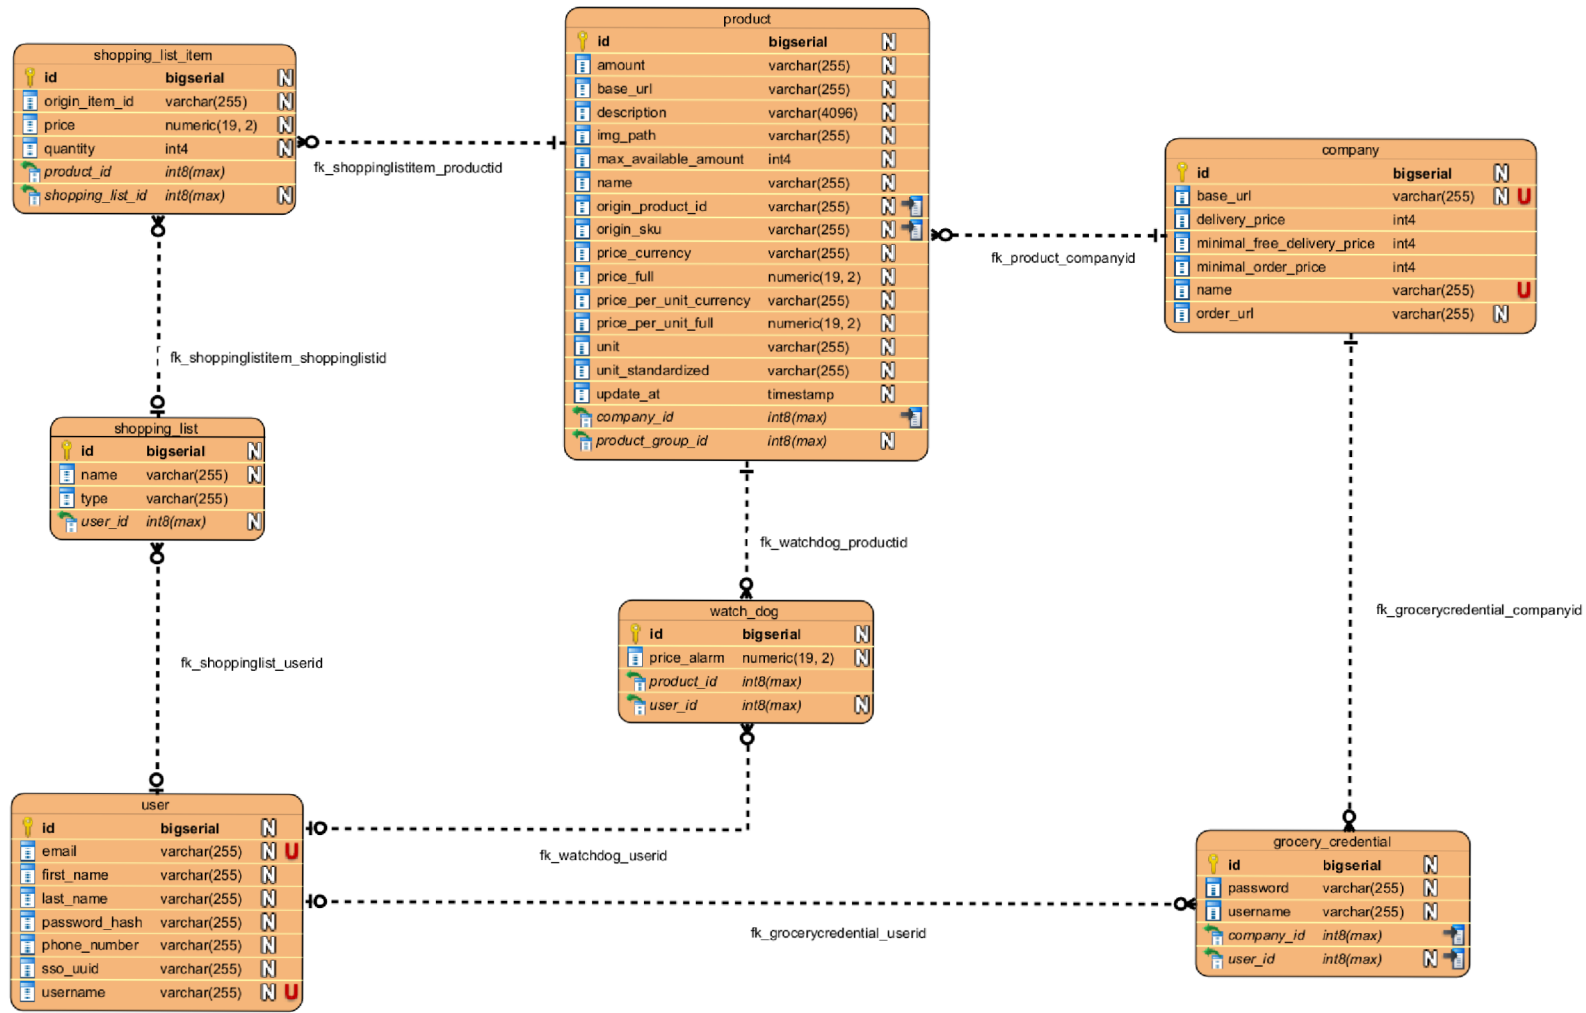 shopping_list_item
id bigserial N
origin_item_id varchar(255) N
price numeric(19, 2) N
quantity int4 N
product_id int8(max)
shopping_list_id int8(max) N
fk_shoppinglistitem_productid
product
id bigserial N
amount varchar(255) N
base_url varchar(255) N
description varchar(4096) N
img_path varchar(255) N
max_available_amount int4 N
name varchar(255) N
origin_product_id varchar(255) N
origin_sku varchar(255) N
price_currency varchar(255) N
price_full numeric(19, 2) N
price_per_unit_currency varchar(255) N
price_per_unit_full numeric(19, 2) N
unit varchar(255) N
unit_standardized varchar(255) N
update_at timestamp N
company_id int8(max)
product_group_id int8(max) N
fk_product_companyid
company
id bigserial N
base_url varchar(255) N U
delivery_price int4
minimal_free_delivery_price int4
minimal_order_price int4
name varchar(255) U
order_url varchar(255) N
fk_shoppinglistitem_shoppinglistid
shopping_list
id bigserial N
name varchar(255) N
type varchar(255)
user_id int8(max) N
fk_watchdog_productid
fk_grocerycredential_companyid
watch_dog
id bigserial N
price_alarm numeric(19, 2) N
product_id int8(max)
user_id int8(max) N
fk_shoppinglist_userid
user
id bigserial N
email varchar(255) N U
first_name varchar(255) N
last_name varchar(255) N
password_hash varchar(255) N
phone_number varchar(255) N
sso_uuid varchar(255) N
username varchar(255) N U
fk_watchdog_userid
fk_grocerycredential_userid
grocery_credential
id bigserial N
password varchar(255) N
username varchar(255) N
company_id int8(max)
user_id int8(max) N